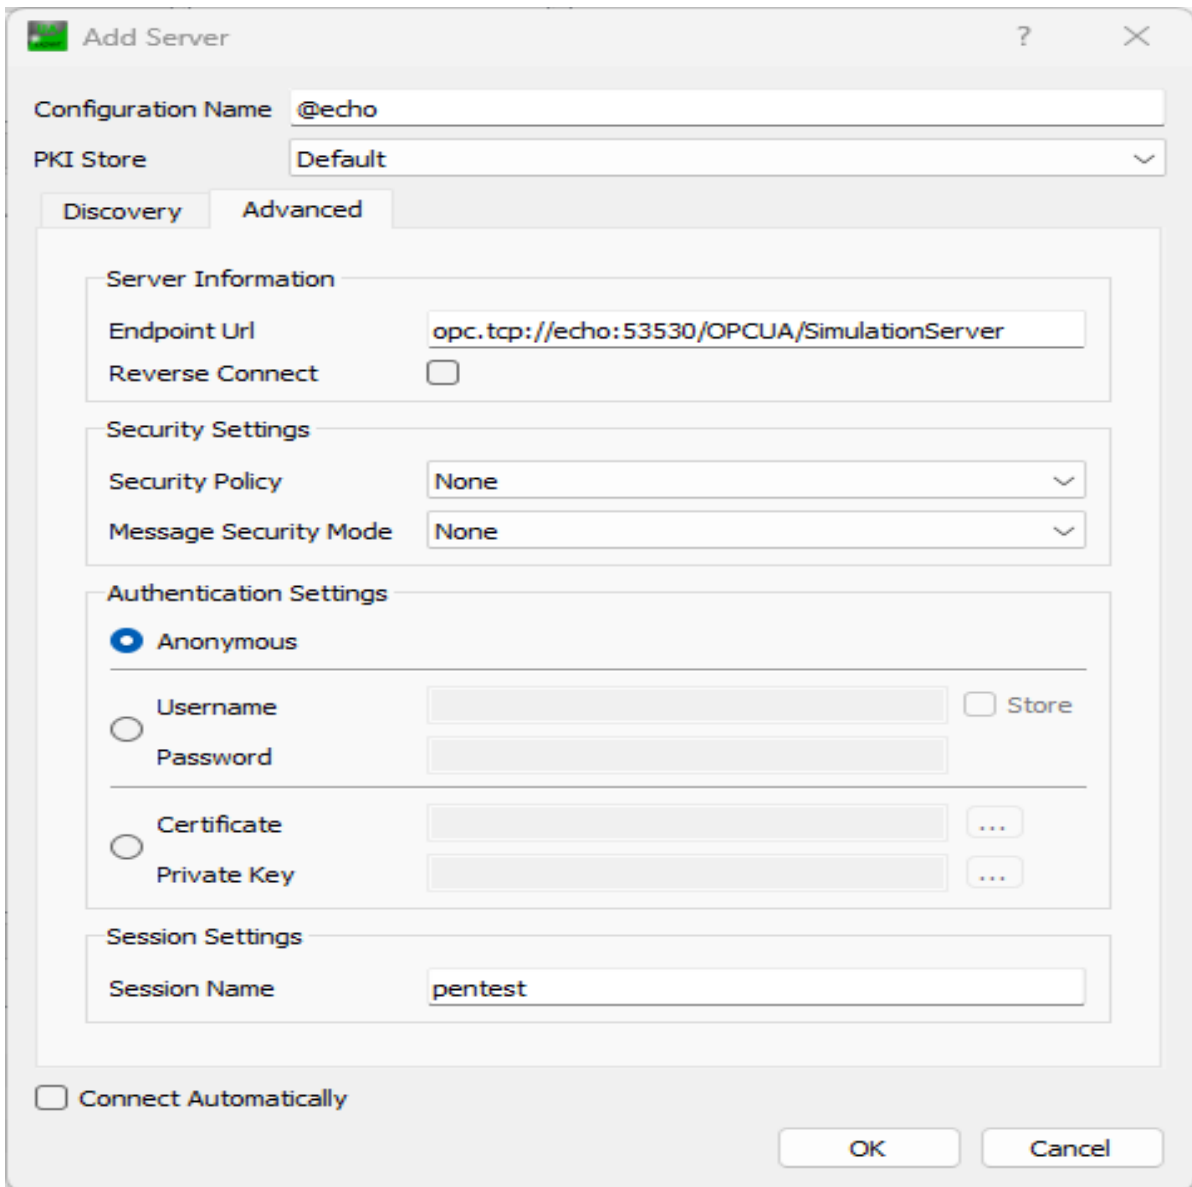 Add Server ?
Configuration Name @echo
PKI Store Default
Discovery Advanced
Server Information
Endpoint Url opc.tcp://echo:53530/OPCUA/SimulationServer
Reverse Connect
Security Settings
Security Policy None
Message Security Mode None
Authentication Settings
Anonymous
Username Store
Password
Certificate ...
Private Key ...
Session Settings
Session Name pentest
Connect Automatically
OK Cancel